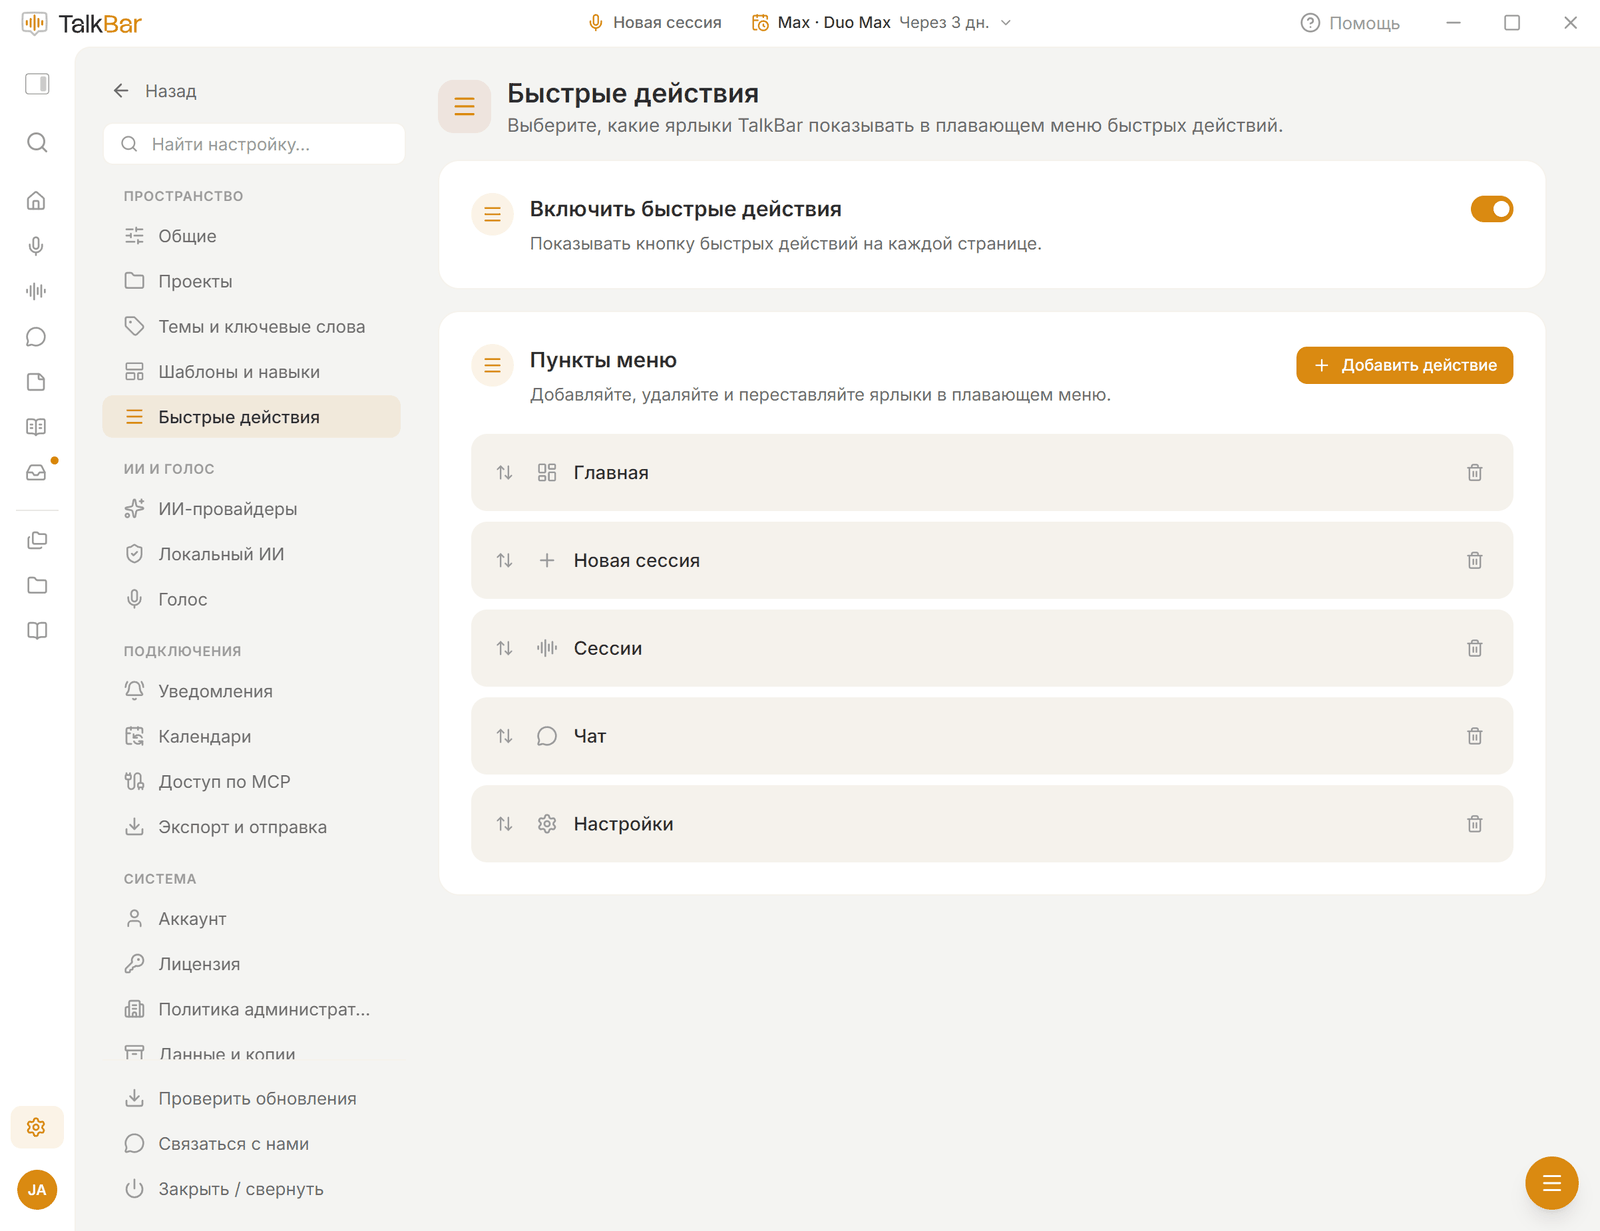 TalkBar
Новая сессия
Max · Duo Max Через 3 дн.
Помощь
Назад
Найти настройку...
ПРОСТРАНСТВО
Общие
Проекты
Темы и ключевые слова
Шаблоны и навыки
Быстрые действия
ИИ И ГОЛОС
ИИ-провайдеры
Локальный ИИ
Голос
ПОДКЛЮЧЕНИЯ
Уведомления
Календари
Доступ по MCP
Экспорт и отправка
СИСТЕМА
Аккаунт
Лицензия
Политика администрат...
Данные и копии
Проверить обновления
Связаться с нами
Закрыть / свернуть
JA
Быстрые действия
Выберите, какие ярлыки TalkBar показывать в плавающем меню быстрых действий.
Включить быстрые действия
Показывать кнопку быстрых действий на каждой странице.
Пункты меню
Добавляйте, удаляйте и переставляйте ярлыки в плавающем меню.
Добавить действие
Главная
Новая сессия
Сессии
Чат
Настройки